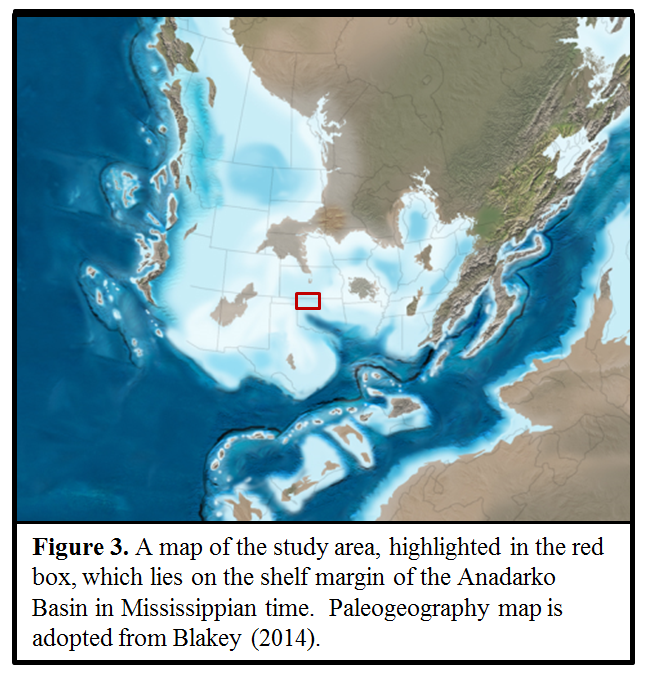 Figure 3. A map of the study area, highlighted in the red
box, which lies on the shelf margin of the Anadarko
Basin in Mississippian time.  Paleogeography map is
adopted from Blakey (2014).